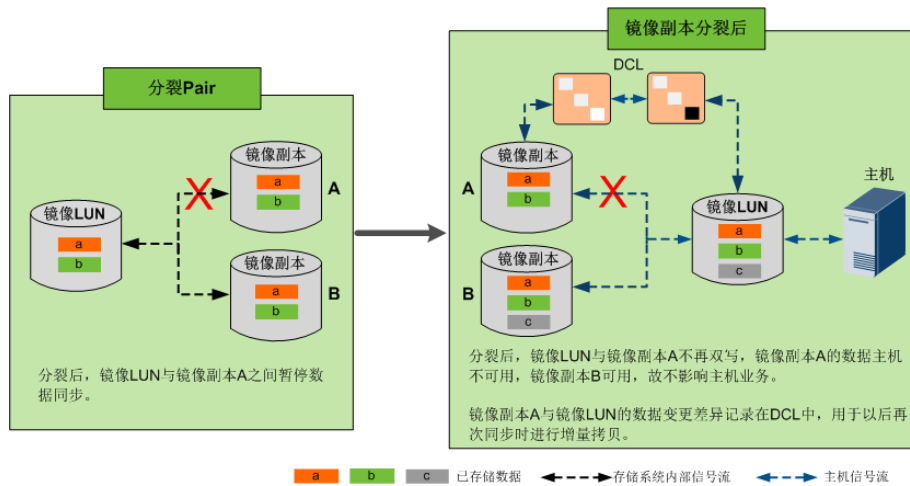 分裂Pair
镜像LUN
a
b
镜像副本
a
b
A
镜像副本
a
b
B
分裂后，镜像LUN与镜像副本A之间暂停数
据同步。
镜像副本分裂后
DCL
镜像副本
a
b
A
镜像副本
a
b
c
B
镜像LUN
a
b
c
主机
分裂后，镜像LUN与镜像副本A不再双写，镜像副本A的数据主机
不可用，镜像副本B可用，故不影响主机业务。
镜像副本A与镜像LUN的数据变更差异记录在DCL中，用于以后再
次同步时进行增量拷贝。
a b c 已存储数据 存储系统内部信号流 主机信号流